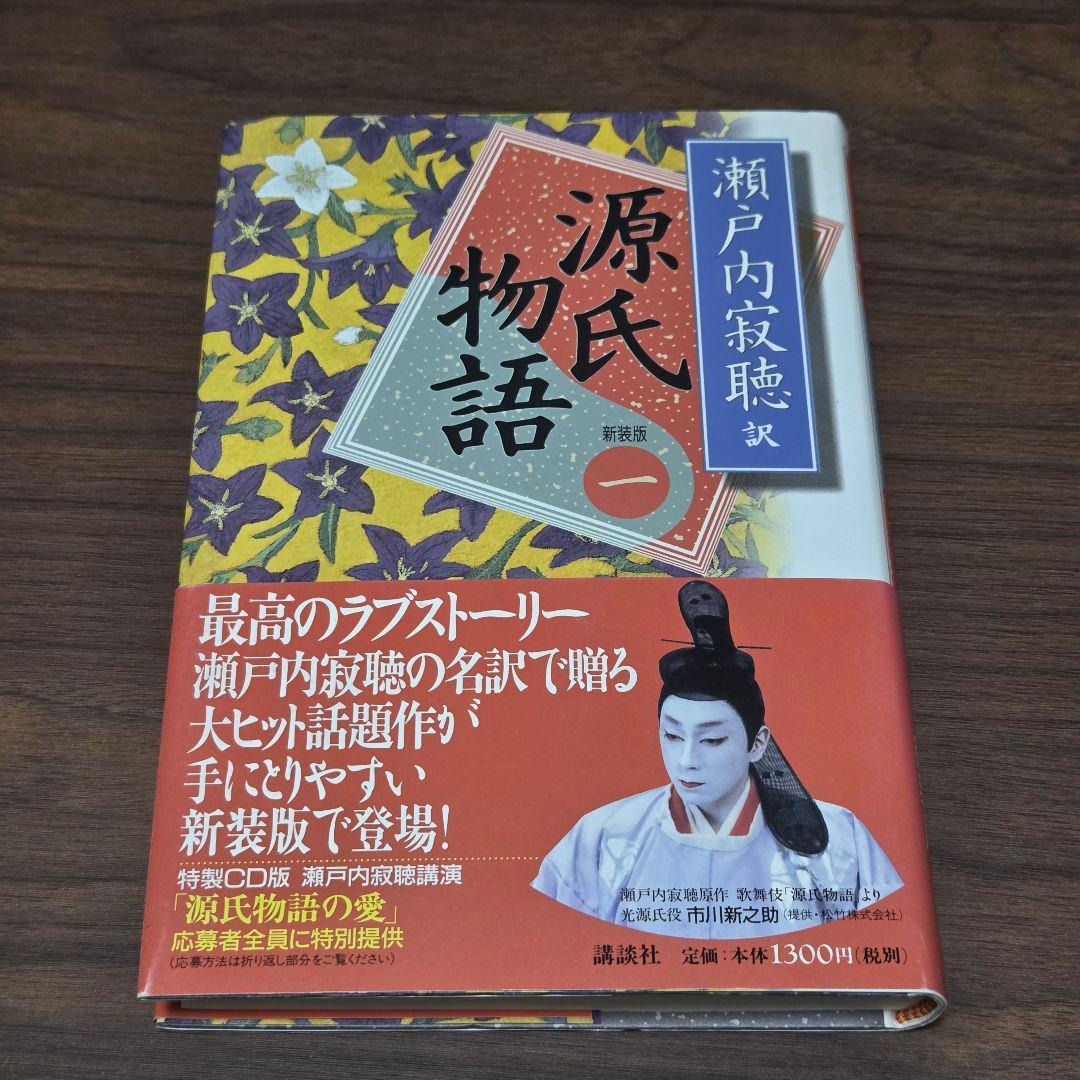 瀬戸内寂聴 訳
源氏
物語
新装版
一
最高のラブストーリー
瀬戸内寂聴の名訳で贈る
大ヒット話題作が
手にとりやすい
新装版で登場!
特製CD版 瀬戸内寂聴講演
「源氏物語の愛」
応募者全員に特別提供
(応募方法は折り返し部分をご覧ください)
瀬戸内寂聴原作 歌舞伎「源氏物語」より
光源氏役 市川新之助(提供・松竹株式会社)
講談社 定価:本体1300円(税別)